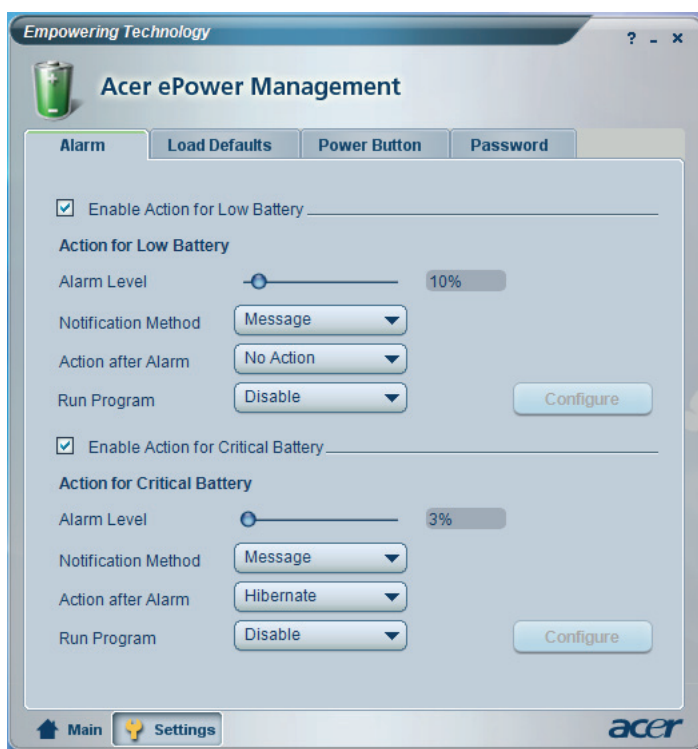 Empowering Technology
? - ×
Acer ePower Management
Alarm Load Defaults Power Button Password
Enable Action for Low Battery
Action for Low Battery
Alarm Level 10%
Notification Method Message
Action after Alarm No Action
Run Program Disable Configure
Enable Action for Critical Battery
Action for Critical Battery
Alarm Level 3%
Notification Method Message
Action after Alarm Hibernate
Run Program Disable Configure
Main Settings acer